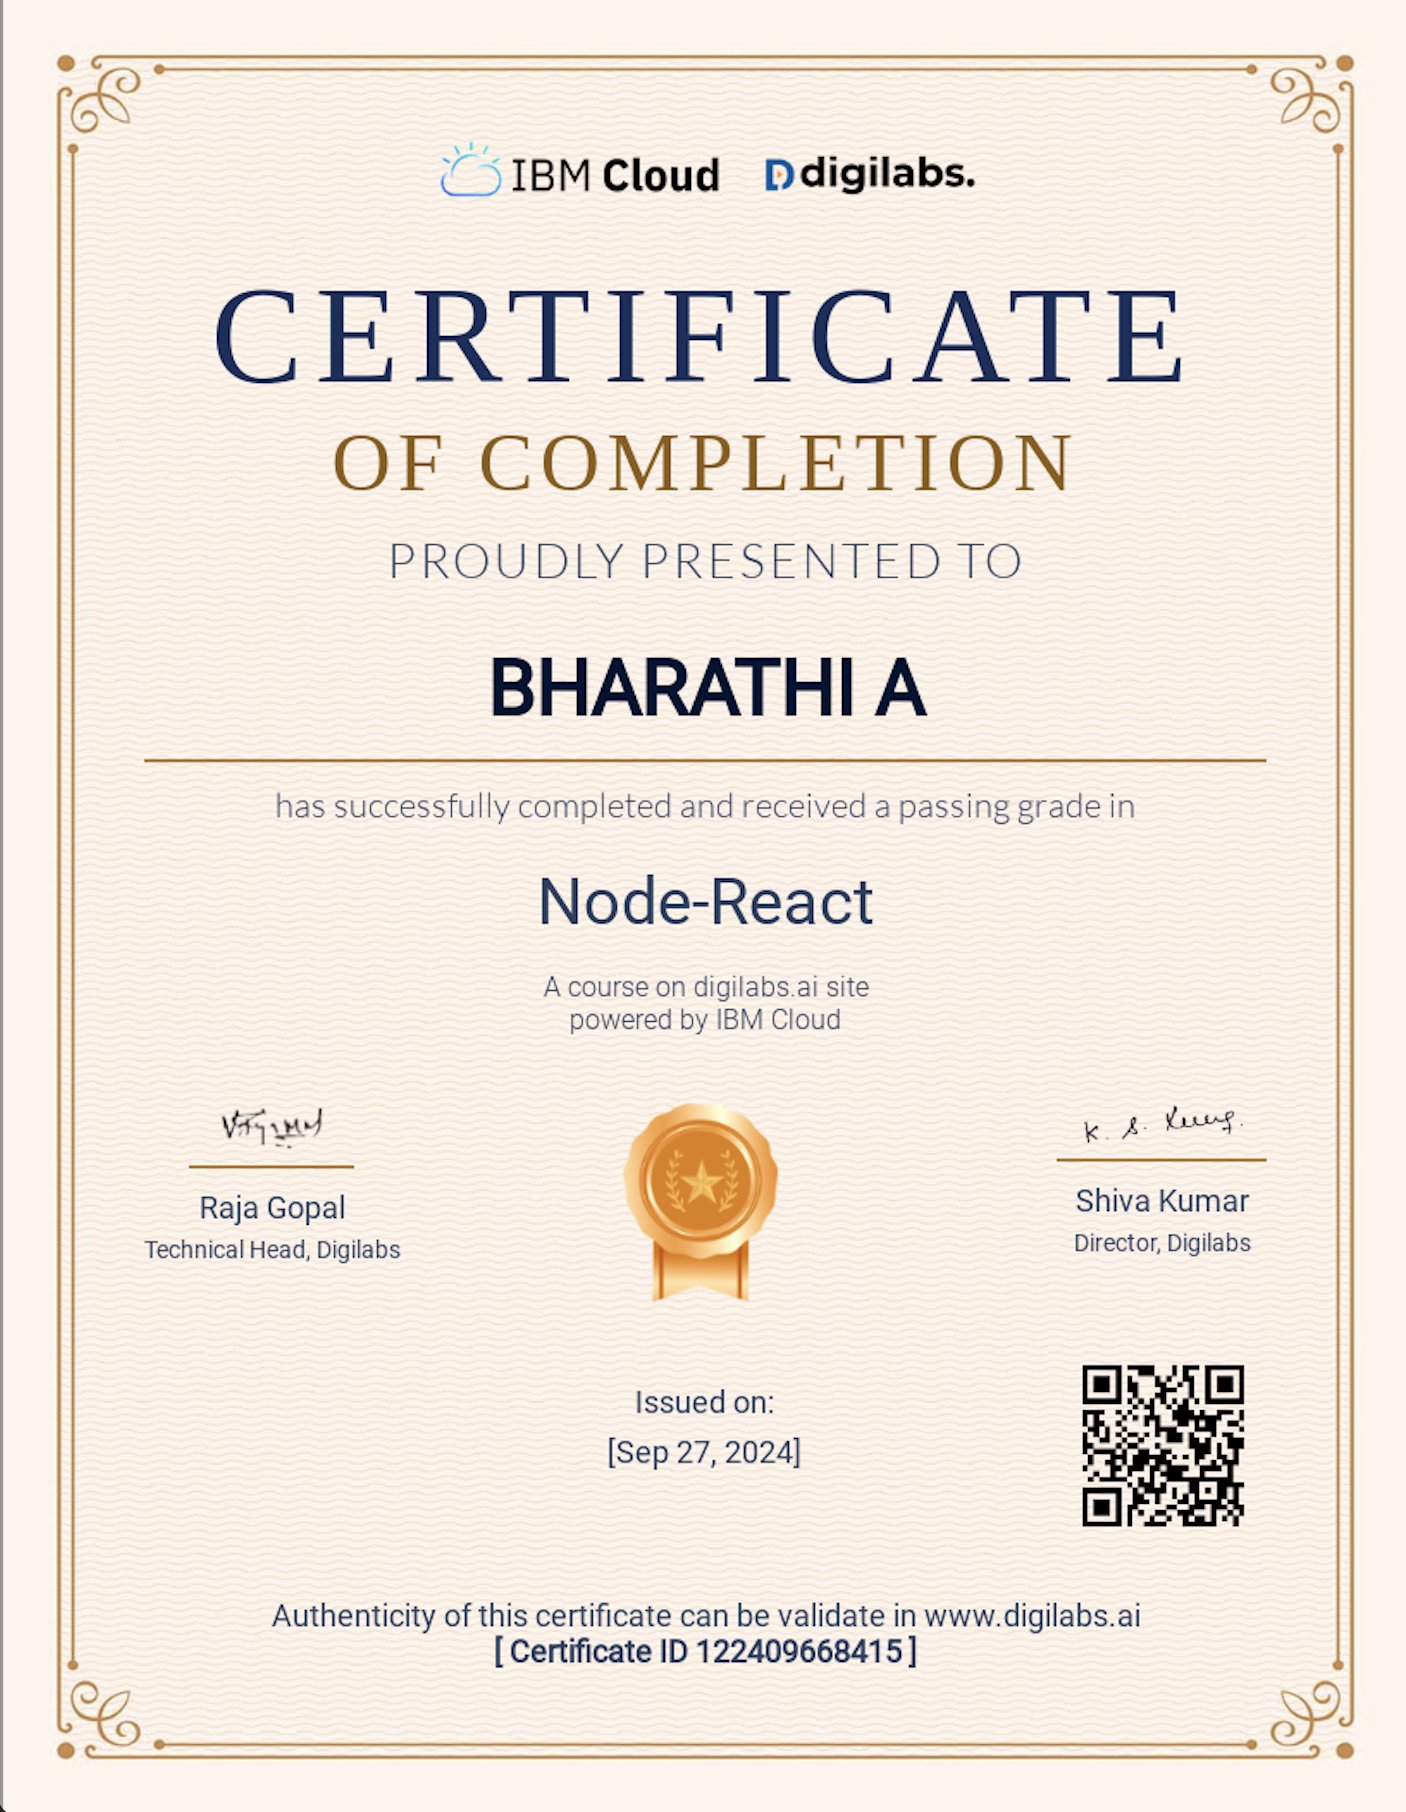 IBM Cloud digilabs.
CERTIFICATE
OF COMPLETION
PROUDLY PRESENTED TO
BHARATHI A
has successfully completed and received a passing grade in
Node-React
A course on digilabs.ai site
powered by IBM Cloud
K. S.
Raja Gopal
Technical Head, Digilabs
Shiva Kumar
Director, Digilabs
Issued on:
[Sep 27, 2024]
Authenticity of this certificate can be validate in www.digilabs.ai
[ Certificate ID 122409668415 ]